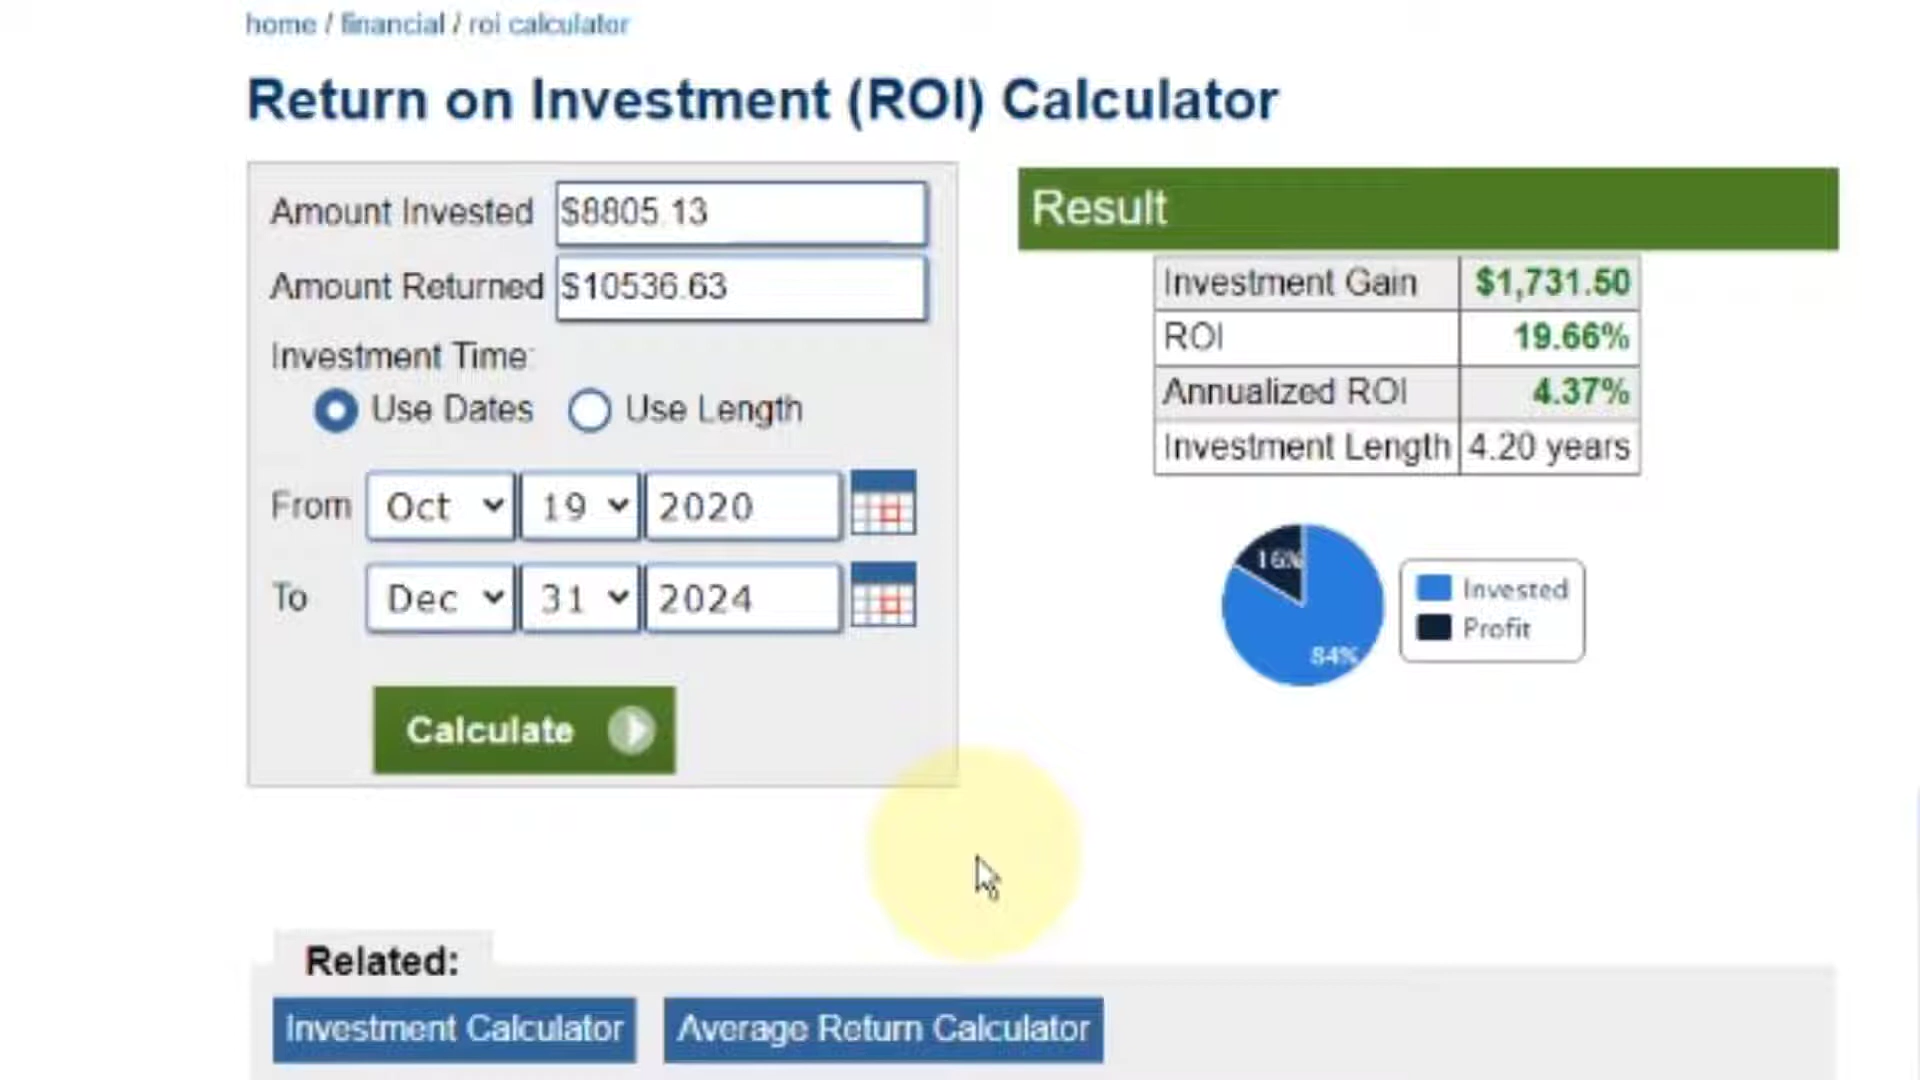 home / financial / roi calculator
Return on Investment (ROI) Calculator
Amount Invested $8805.13
Amount Returned $10536.63
Investment Time:
Use Dates Use Length
From Oct 19 2020
To Dec 31 2024
Calculate
Result
Investment Gain $1,731.50
ROI 19.66%
Annualized ROI 4.37%
Investment Length 4.20 years
16%
84%
Invested
Profit
Related:
Investment Calculator Average Return Calculator